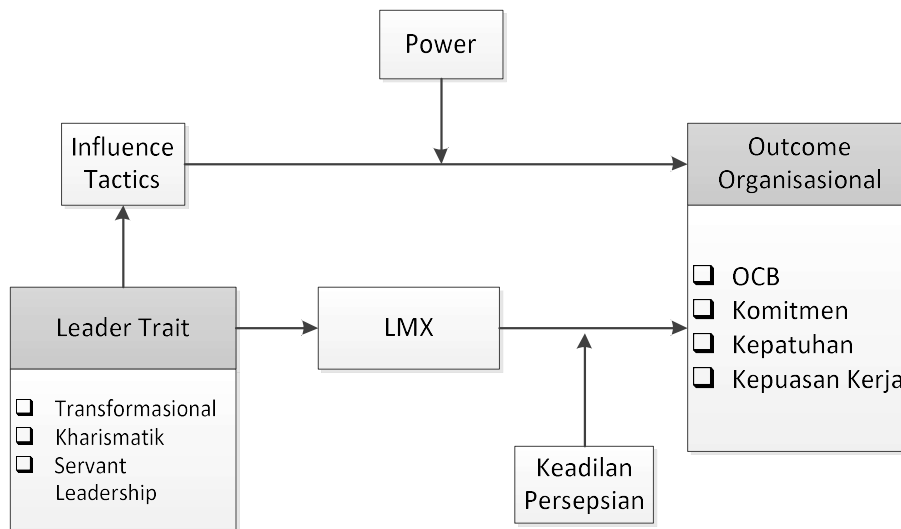 Power
Influence
Tactics
Outcome
Organisasional
OCB
Komitmen
Kepatuhan
Kepuasan Kerja
Leader Trait
Transformasional
Kharismatik
Servant
Leadership
LMX
Keadilan
Persepsian